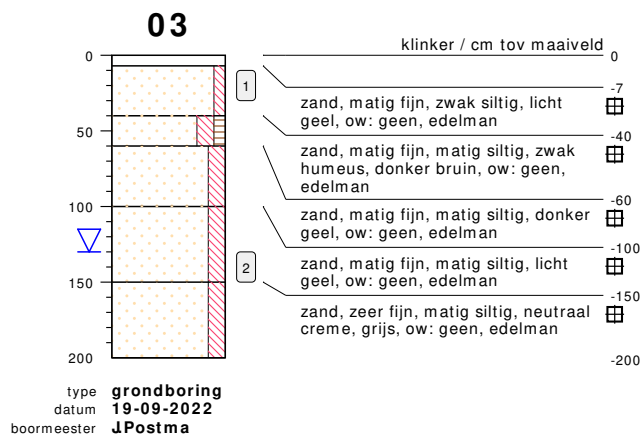 03
klinker / cm tov maaiveld
0
0
-7
1
zand, matig fijn, zwak siltig, licht
geel, ow: geen, edelman
-40
50
zand, matig fijn, matig siltig, zwak
humeus, donker bruin, ow: geen,
edelman
-60
100
zand, matig fijn, matig siltig, donker
geel, ow: geen, edelman
-100
2
zand, matig fijn, matig siltig, licht
geel, ow: geen, edelman
150
-150
zand, zeer fijn, matig siltig, neutraal
creme, grijs, ow: geen, edelman
200
-200
type grondboring
datum 19-09-2022
boormeester J.Postma